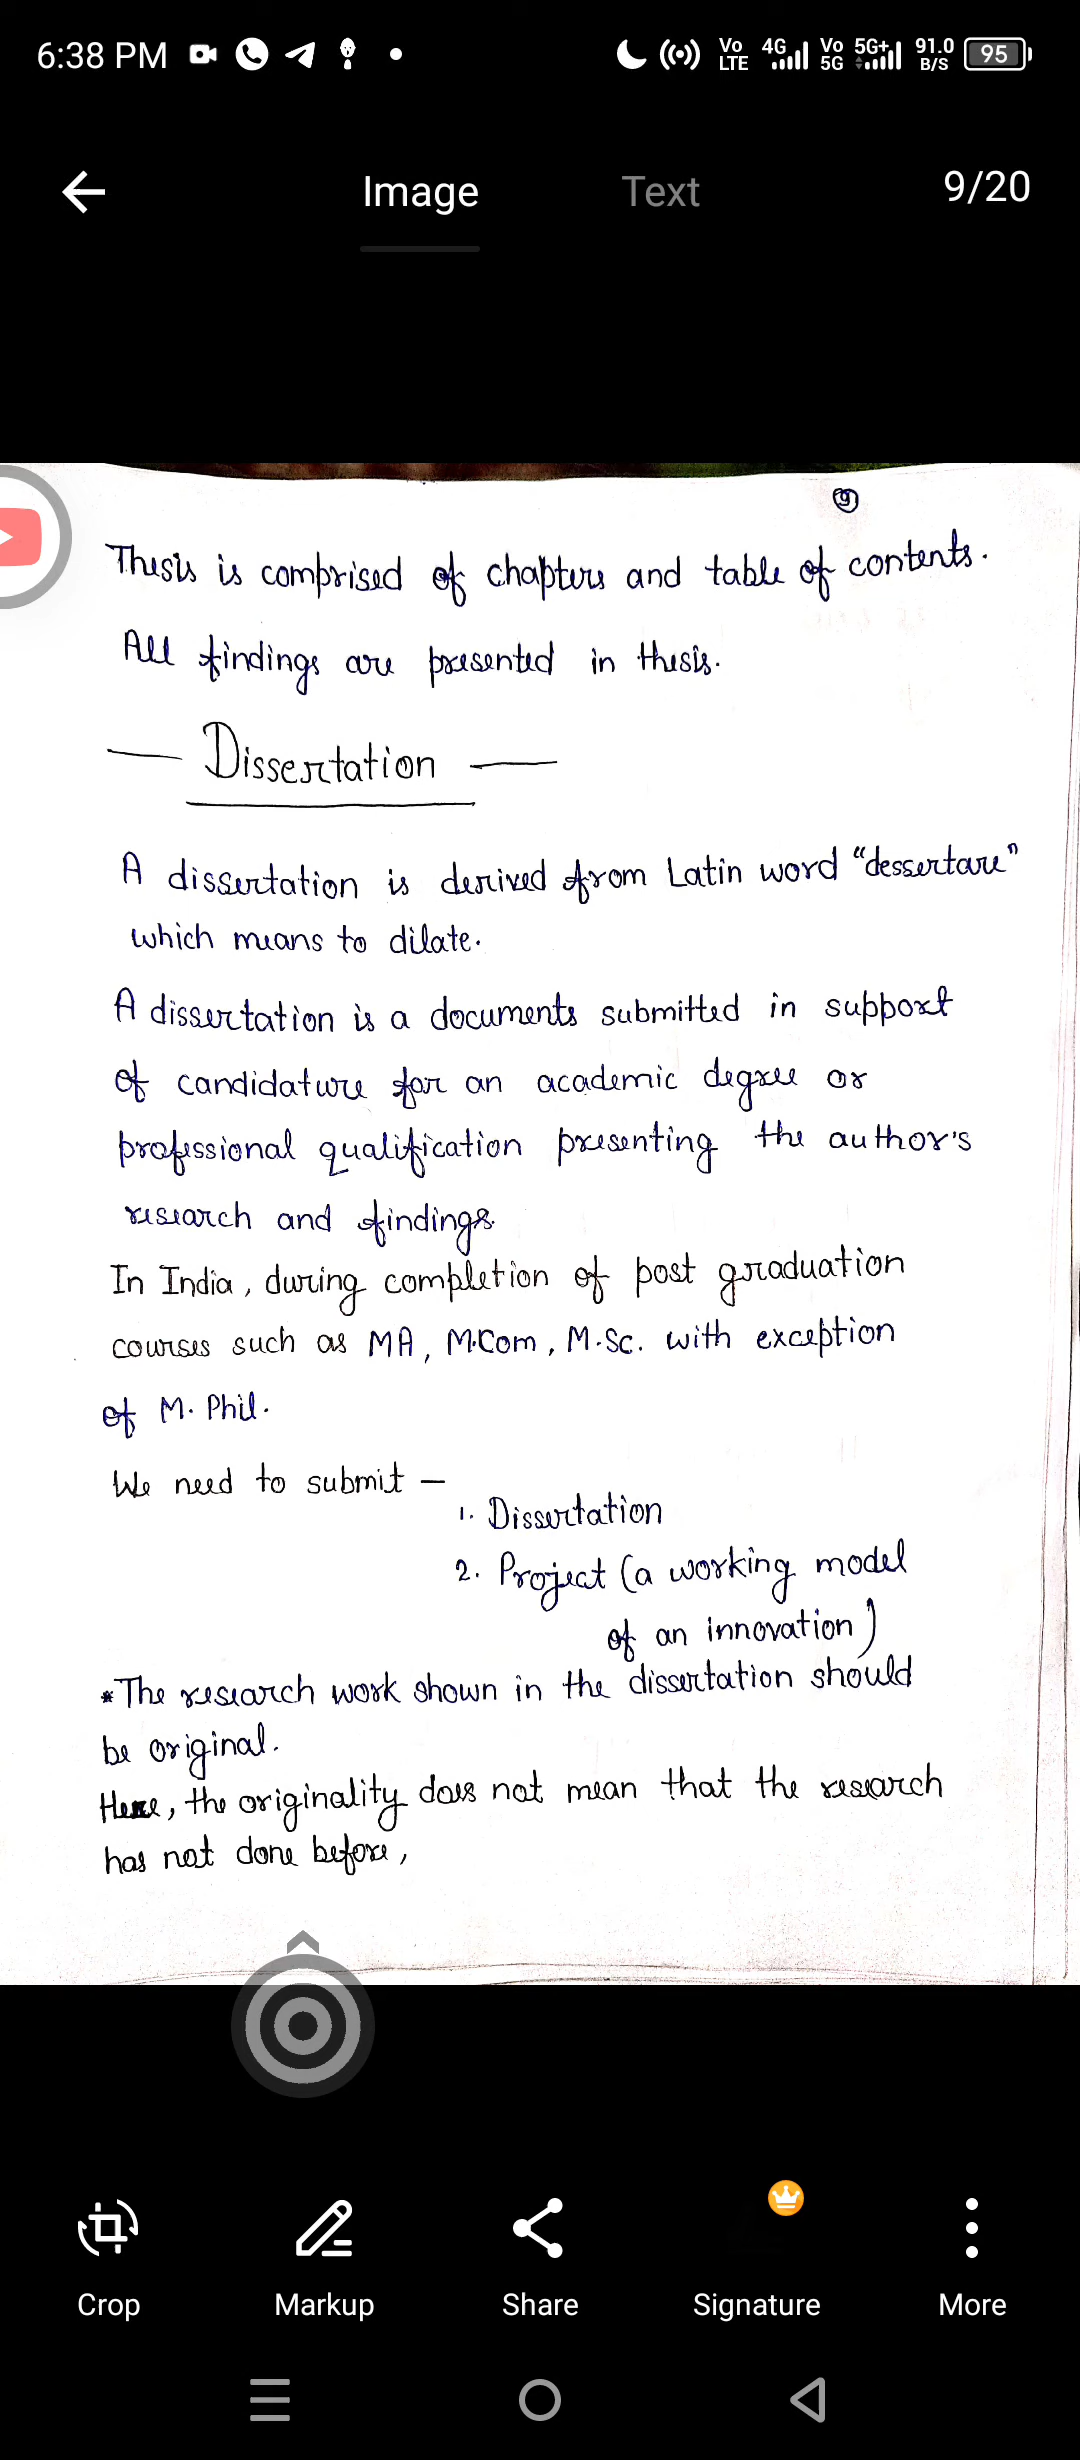 6:38 PM Vo LTE 4G Vo 5G 5G+ 91.0 B/S 95
Image Text 9/20
9
Thesis is comprised of chapters and table of contents.
All findings are presented in thesis.
— Dissertation —
A dissertation is derived from Latin word "dessertare"
which means to dilate.
A dissertation is a documents submitted in support
of candidature for an academic degree or
professional qualification presenting the author's
research and findings.
In India, during completion of post graduation
courses such as MA, M.Com, M.Sc. with exception
of M. Phil.
We need to submit —
1. Dissertation
2. Project (a working model
of an innovation)
*The research work shown in the dissertation should
be original.
Here, the originality does not mean that the research
has not done before,
Crop Markup Share Signature More